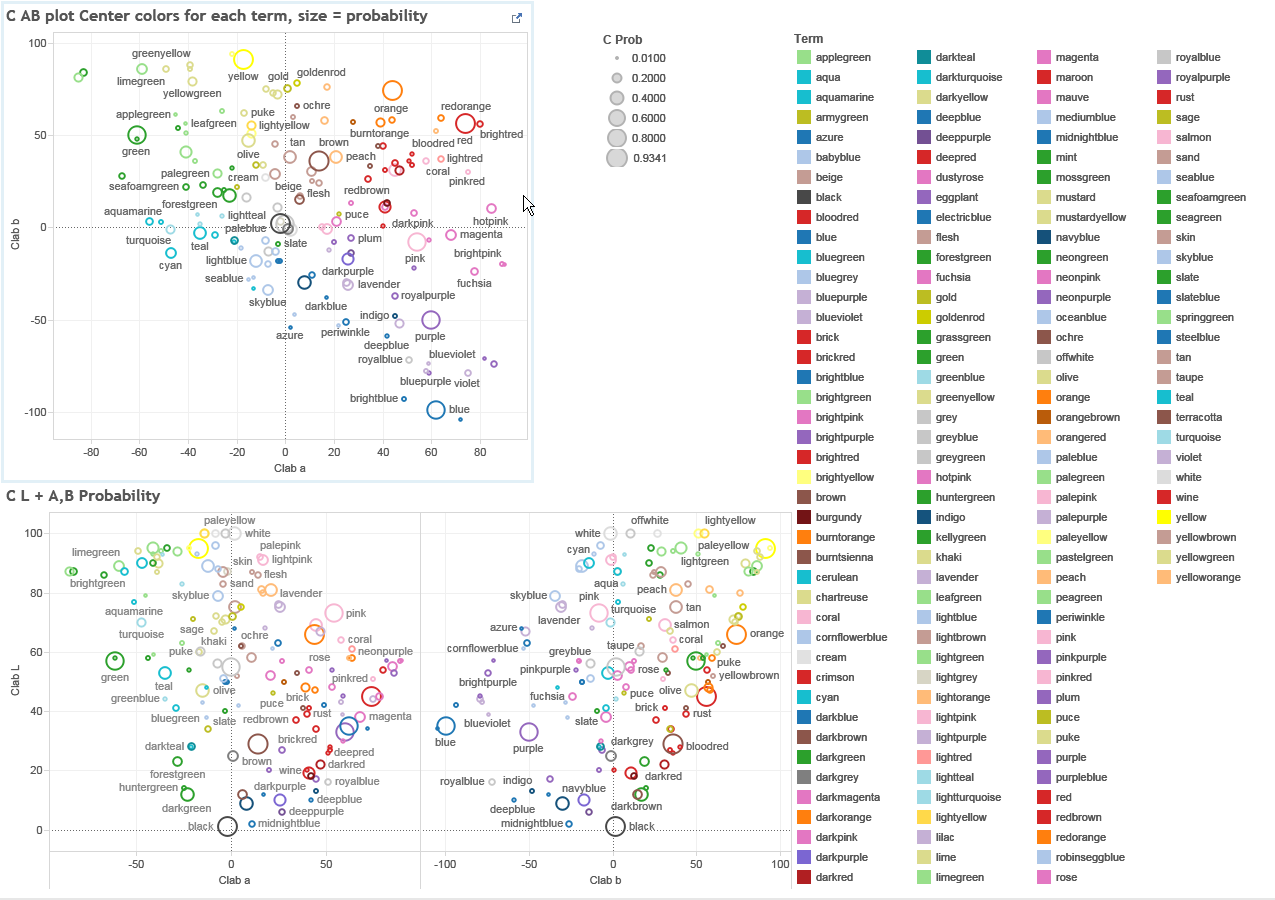 C AB plot Center colors for each term, size = probability
100
50
0
-50
-100
Clab b
-80
-60
-40
-20
0
20
40
60
80
Clab a
greenyellow
limegreen
yellowgreen
yellow
gold
goldenrod
orange
redorange
applegreen
leafgreen
puke
lightyellow
ochre
burntorange
bloodred
red
brightred
green
olive
tan
brown
peach
lightred
coral
pinkred
palegreen
cream
seafoamgreen
beige
flesh
redbrown
forestgreen
aquamarine
lightteal
paleblue
puce
darkpink
hotpink
magenta
turquoise
teal
slate
plum
cyan
lightblue
darkpurple
pink
brightpink
fuchsia
seablue
lavender
skyblue
darkblue
royalpurple
indigo
azure
periwinkle
deepblue
purple
royalblue
blueviolet
bluepurple
violet
brightblue
blue
C Prob
0.0100
0.2000
0.4000
0.6000
0.8000
0.9341
C L + A,B Probability
100
80
60
40
20
0
Clab L
-50
0
50
Clab a
-100
-50
0
50
100
Clab b
paleyellow
white
limegreen
palepink
skin
lightpink
brightgreen
flesh
sand
skyblue
lavender
aquamarine
pink
turquoise
sage
khaki
ochre
puke
coral
green
rose
neonpurple
teal
pinkred
greenblue
olive
brick
puce
bluegreen
slate
redbrown
rust
magenta
darkteal
brown
brickred
deepred
forestgreen
wine
darkred
huntergreen
darkpurple
royalblue
darkgreen
deepblue
deeppurple
black
midnightblue
offwhite
lightyellow
white
cyan
paleyellow
lightgreen
aqua
peach
skyblue
pink
turquoise
tan
lavender
azure
salmon
orange
cornflowerblue
taupe
coral
greyblue
puke
pinkpurple
rose
yellowbrown
brightpurple
fuchsia
puce
olive
blueviolet
slate
brick
rust
blue
purple
darkgrey
bloodred
royalblue
indigo
darkred
navyblue
deepblue
darkbrown
midnightblue
black
Term
applegreen
aqua
aquamarine
armygreen
azure
babyblue
beige
black
bloodred
blue
bluegreen
bluegrey
bluepurple
blueviolet
brick
brickred
brightblue
brightgreen
brightpink
brightpurple
brightred
brightyellow
brown
burgundy
burntorange
burntsienna
cerulean
chartreuse
coral
cornflowerblue
cream
crimson
cyan
darkblue
darkbrown
darkgreen
darkgrey
darkmagenta
darkorange
darkpink
darkpurple
darkred
darkteal
darkturquoise
darkyellow
deepblue
deeppurple
deepred
dustyrose
eggplant
electricblue
flesh
forestgreen
fuchsia
gold
goldenrod
grassgreen
green
greenblue
greenyellow
grey
greyblue
greygreen
hotpink
huntergreen
indigo
kellygreen
khaki
lavender
leafgreen
lightblue
lightbrown
lightgreen
lightgrey
lightorange
lightpink
lightpurple
lightred
lightteal
lightturquoise
lightyellow
lilac
lime
limegreen
magenta
maroon
mauve
mediumblue
midnightblue
mint
mossgreen
mustard
mustardyellow
navyblue
neongreen
neonpink
neonpurple
oceanblue
ochre
offwhite
olive
orange
orangebrown
orangered
paleblue
palegreen
palepink
palepurple
paleyellow
pastelgreen
peach
peagreen
periwinkle
pink
pinkpurple
pinkred
plum
puce
puke
purple
purpleblue
red
redbrown
redorange
robinseggblue
rose
royalblue
royalpurple
rust
sage
salmon
sand
seablue
seafoamgreen
seagreen
skin
skyblue
slate
slateblue
springgreen
steelblue
tan
taupe
teal
terracotta
turquoise
violet
white
wine
yellow
yellowbrown
yellowgreen
yelloworange